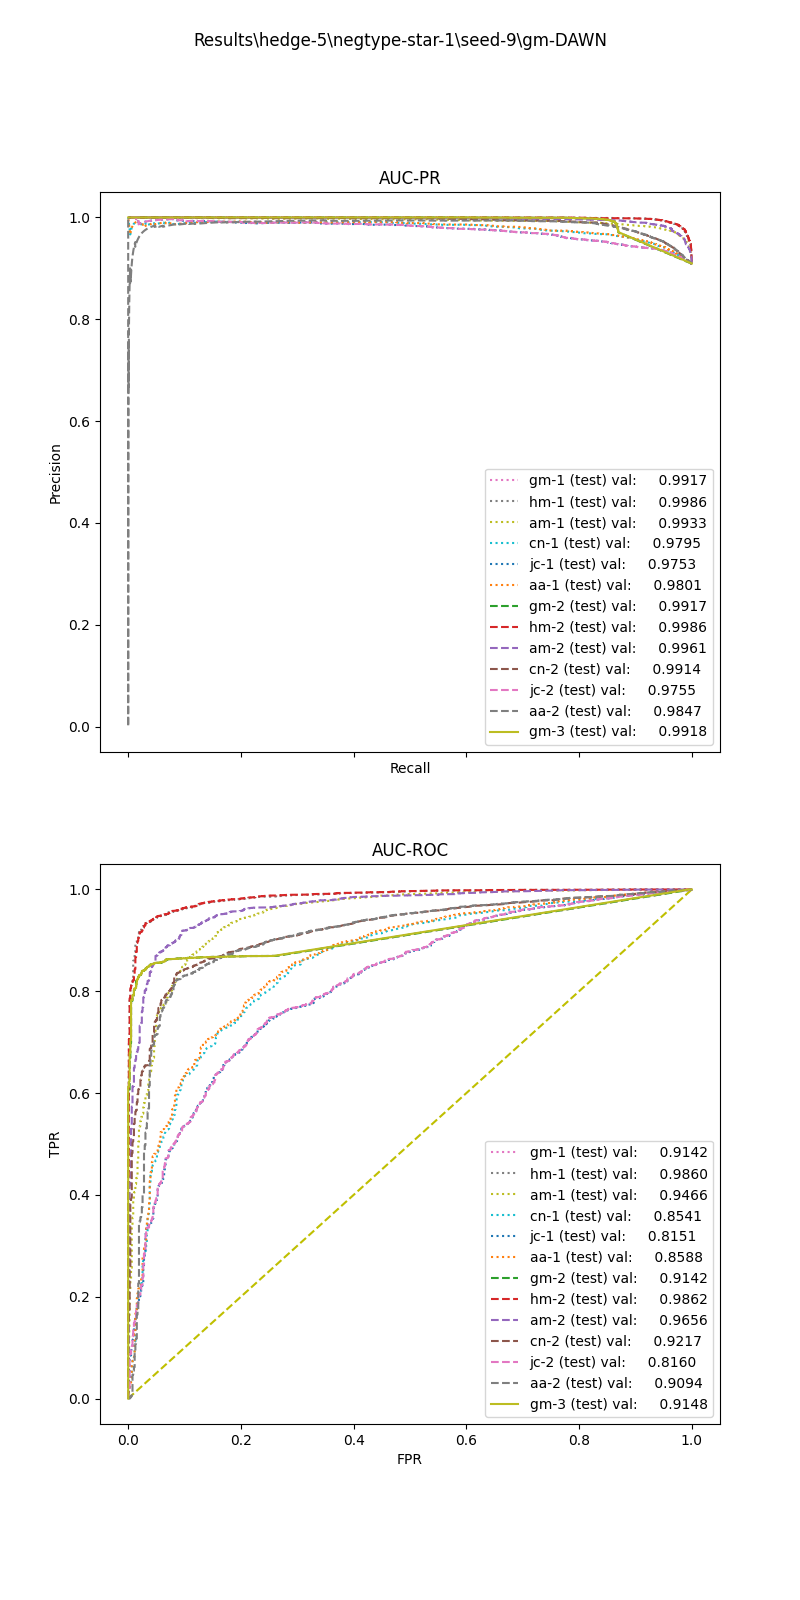 Results\hedge-5\negtype-star-1\seed-9\gm-DAWN
AUC-PR
1.0
0.8
0.6
0.4
0.2
0.0
Precision
Recall
gm-1 (test) val: 0.9917
hm-1 (test) val: 0.9986
am-1 (test) val: 0.9933
cn-1 (test) val: 0.9795
jc-1 (test) val: 0.9753
aa-1 (test) val: 0.9801
gm-2 (test) val: 0.9917
hm-2 (test) val: 0.9986
am-2 (test) val: 0.9961
cn-2 (test) val: 0.9914
jc-2 (test) val: 0.9755
aa-2 (test) val: 0.9847
gm-3 (test) val: 0.9918
AUC-ROC
1.0
0.8
0.6
0.4
0.2
0.0
TPR
gm-1 (test) val: 0.9142
hm-1 (test) val: 0.9860
am-1 (test) val: 0.9466
cn-1 (test) val: 0.8541
jc-1 (test) val: 0.8151
aa-1 (test) val: 0.8588
gm-2 (test) val: 0.9142
hm-2 (test) val: 0.9862
am-2 (test) val: 0.9656
cn-2 (test) val: 0.9217
jc-2 (test) val: 0.8160
aa-2 (test) val: 0.9094
gm-3 (test) val: 0.9148
0.0 0.2 0.4 0.6 0.8 1.0
FPR